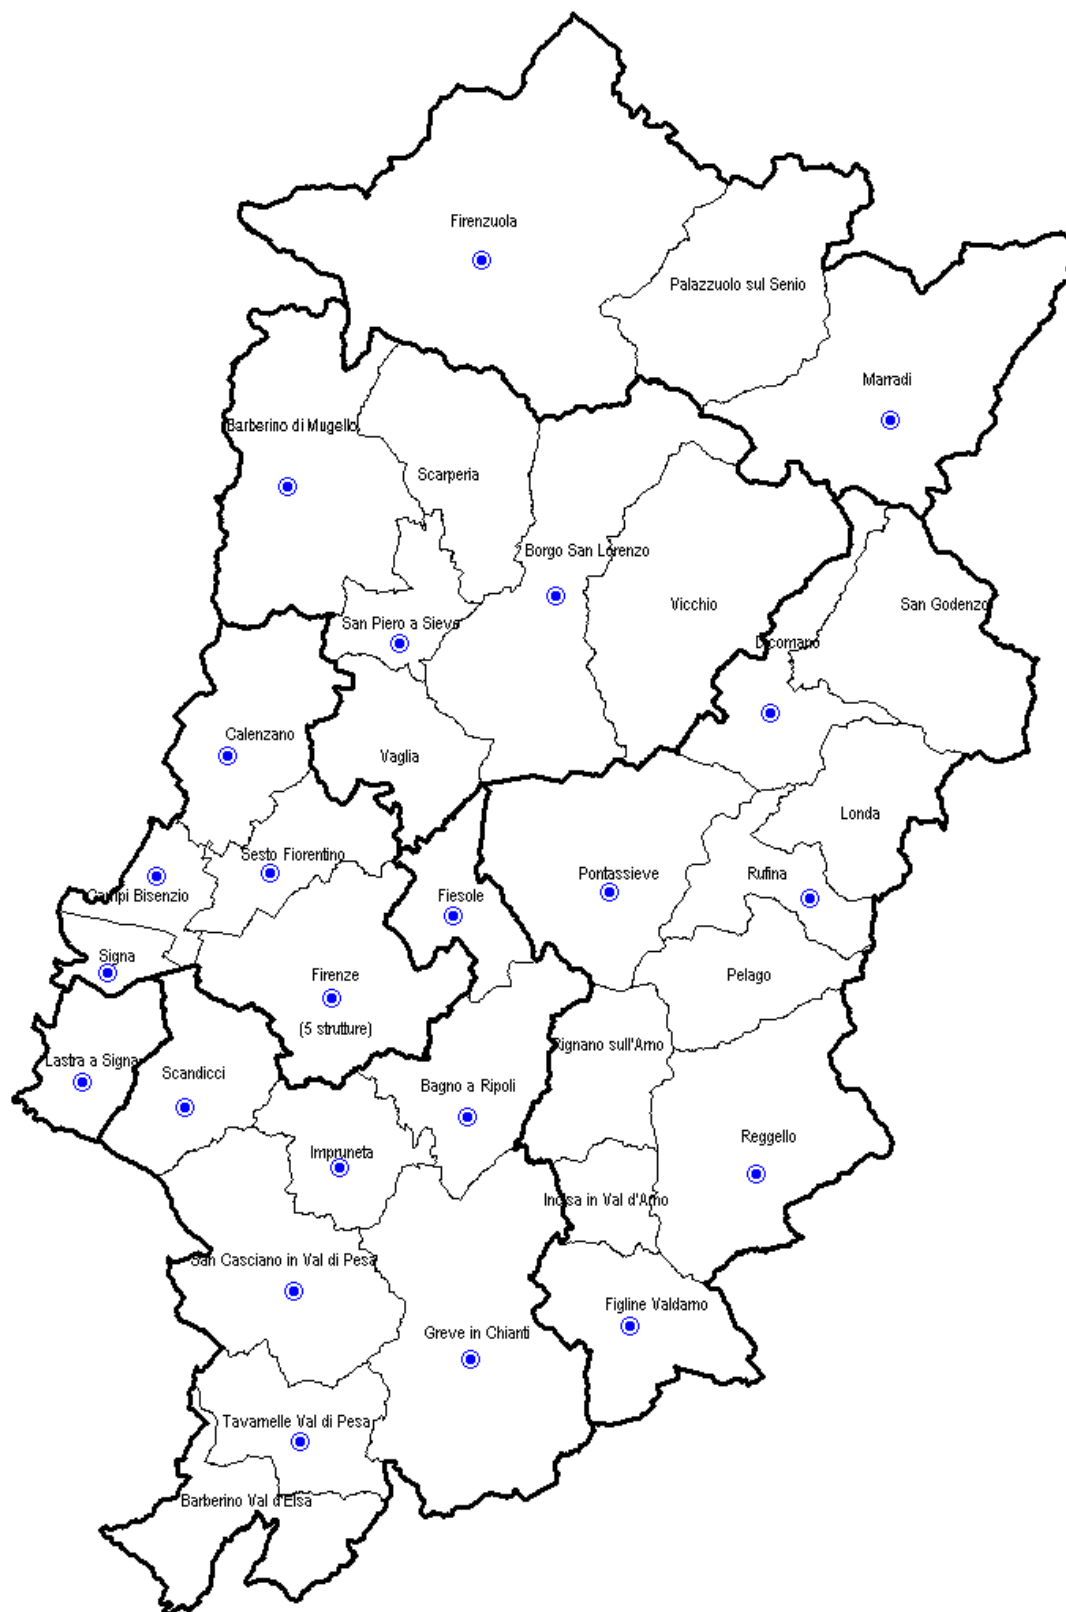 Firenzuola
Palazzuolo sul Senio
Marradi
Barberino di Mugello
Scarperia
Borgo San Lorenzo
Vicchio
San Godenzo
San Piero a Sieve
Dicomano
Calenzano
Vaglia
Londa
Sesto Fiorentino
Pontassieve
Rufina
Campi Bisenzio
Fiesole
Signa
Firenze
Pelago
(5 strutture)
Rignano sull'Arno
Lastra a Signa
Scandicci
Bagno a Ripoli
Reggello
Impruneta
Incisa in Val d'Arno
San Casciano in Val di Pesa
Figline Valdarno
Greve in Chianti
Tavarnelle Val di Pesa
Barberino Val d'Elsa